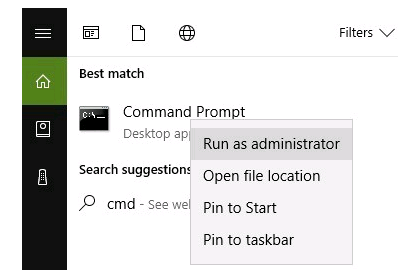 Filters
Best match
C:\.
Command Prompt
Desktop app
Run as administrator
Search suggestions
Open file location
cmd - See we
Pin to Start
Pin to taskbar